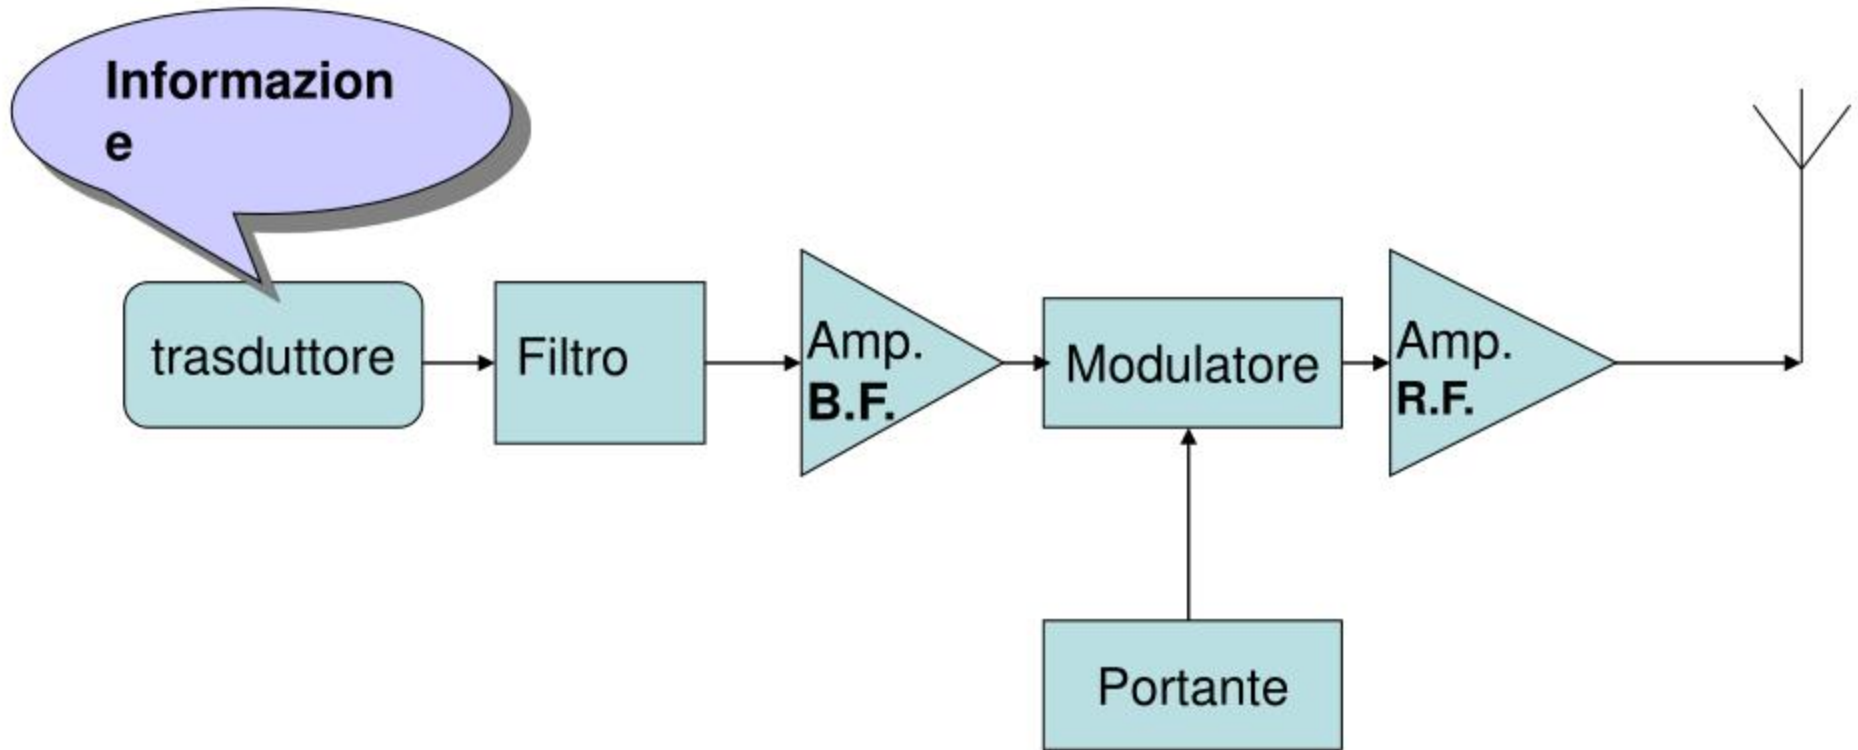 Informazion
e
trasduttore
Filtro
Amp.
B.F.
Modulatore
Amp.
R.F.
Portante